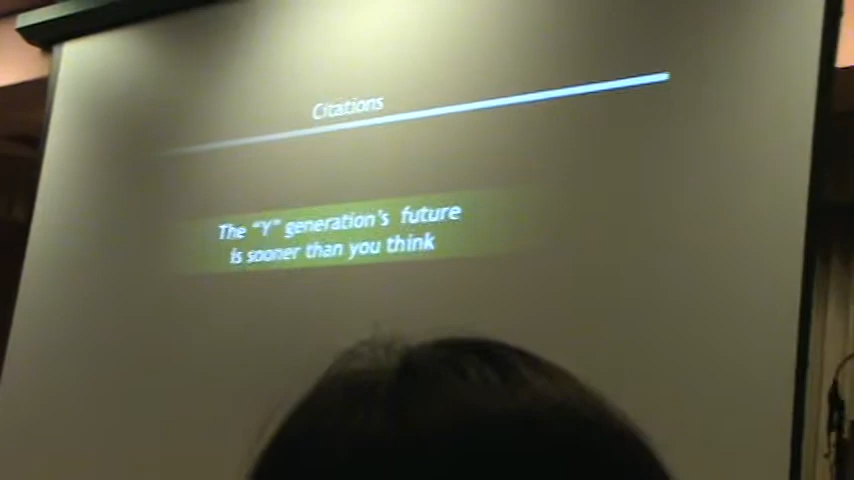 Citations
The "Y" generation's future
is sooner than you think